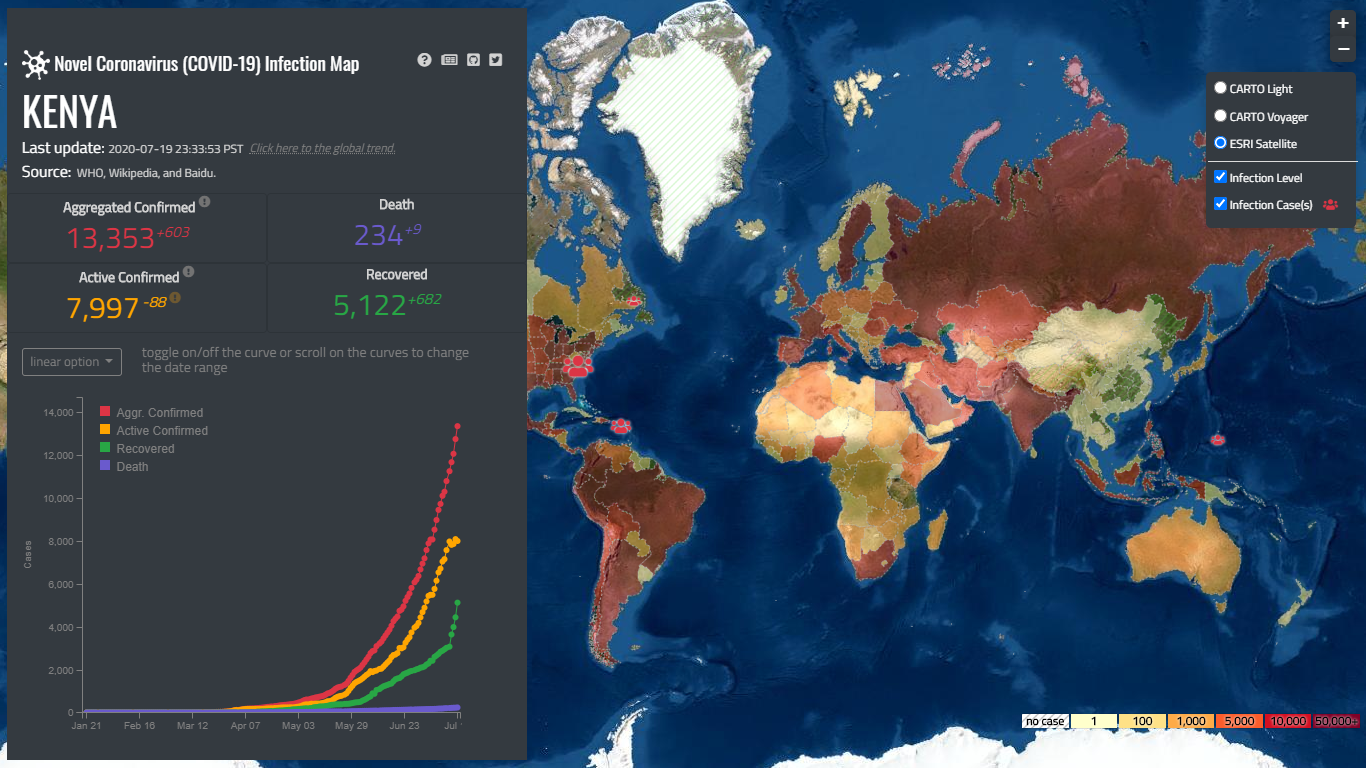 Novel Coronavirus (COVID-19) Infection Map
KENYA
Last update: 2020-07-19 23:33:53 PST Click here to the global trend.
Source: WHO, Wikipedia, and Baidu.
Aggregated Confirmed
13,353 +603
Death
234 +9
Active Confirmed
7,997 -88
Recovered
5,122 +682
linear option
toggle on/off the curve or scroll on the curves to change
the date range
Aggr. Confirmed
Active Confirmed
Recovered
Death
14,000
12,000
10,000
8,000
6,000
4,000
2,000
0
Cases
Jan 21 Feb 16 Mar 12 Apr 07 May 03 May 29 Jun 23 Jul
+
−
CARTO Light
CARTO Voyager
ESRI Satellite
Infection Level
Infection Case(s)
no case 1 100 1,000 5,000 10,000 50,000+